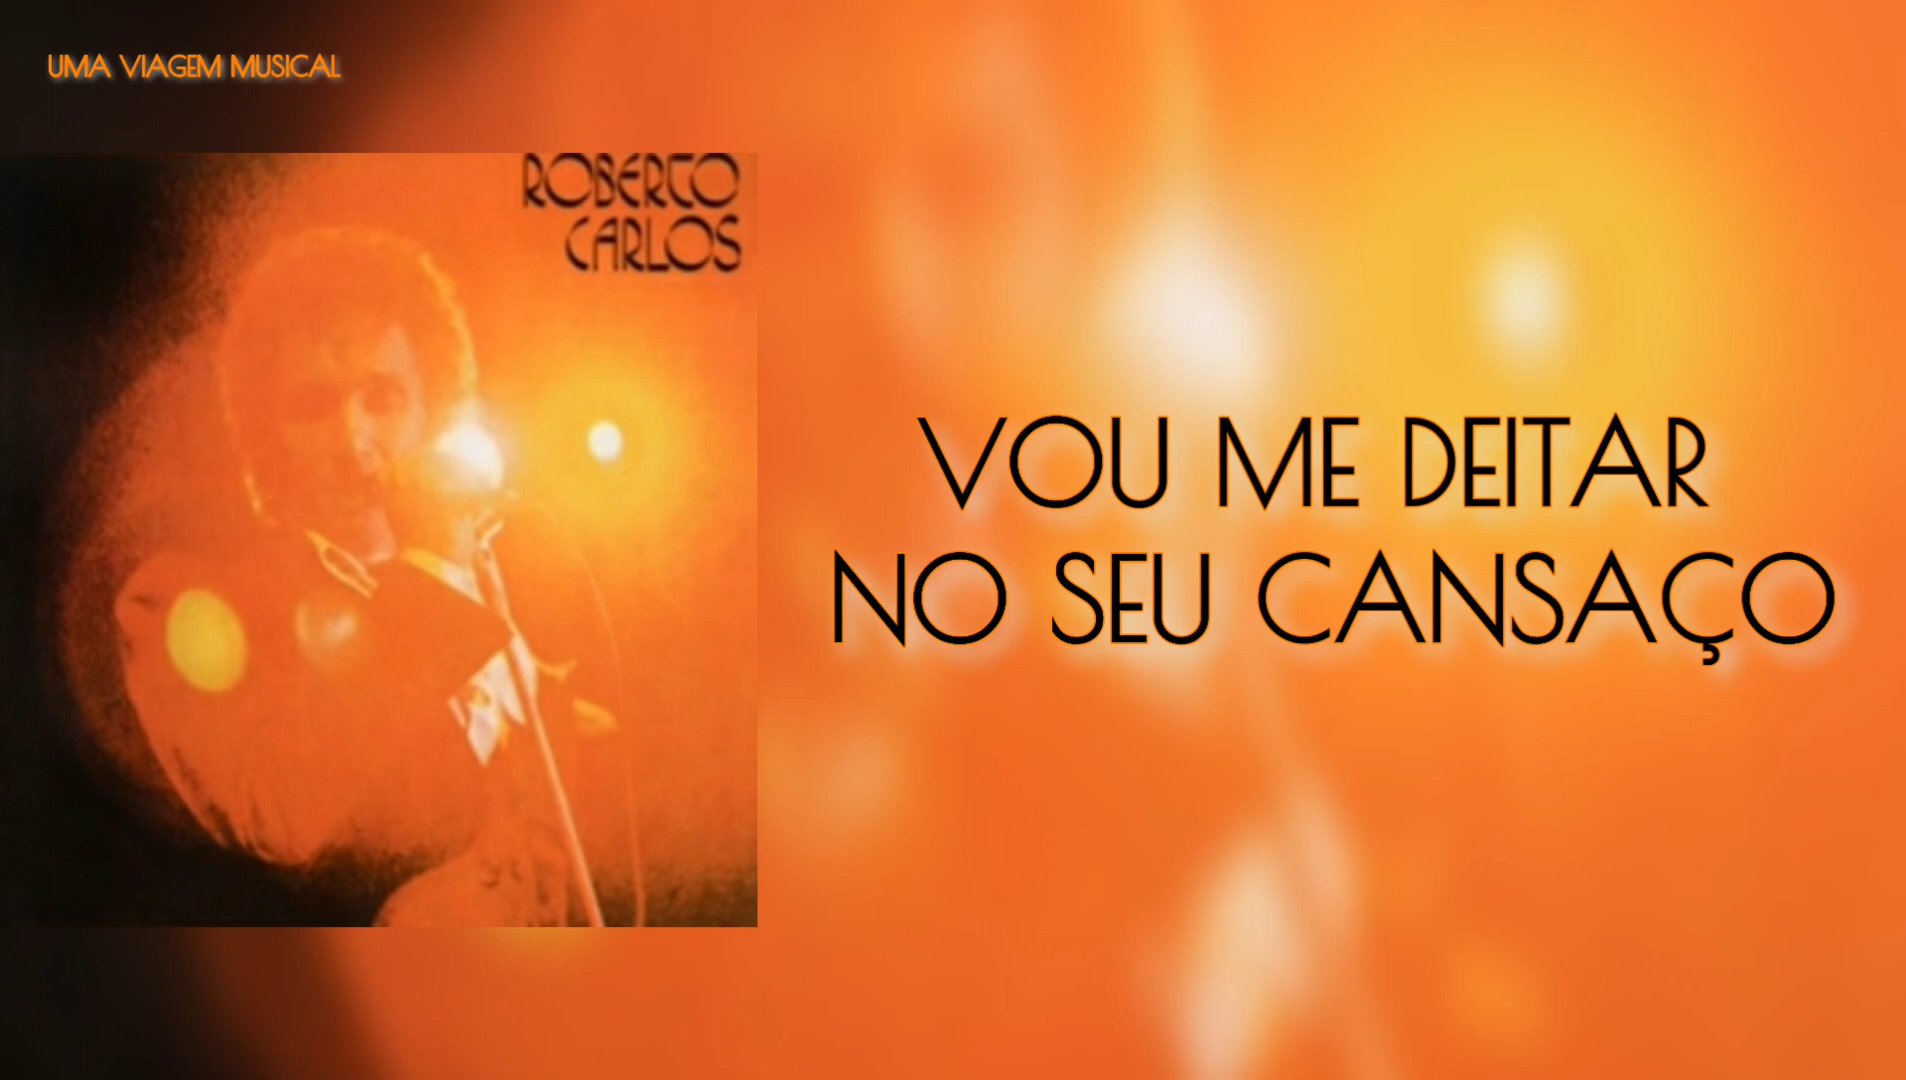 UMA VIAGEM MUSICAL
ROBERTO
CARLOS
VOU ME DEITAR
NO SEU CANSAÇO